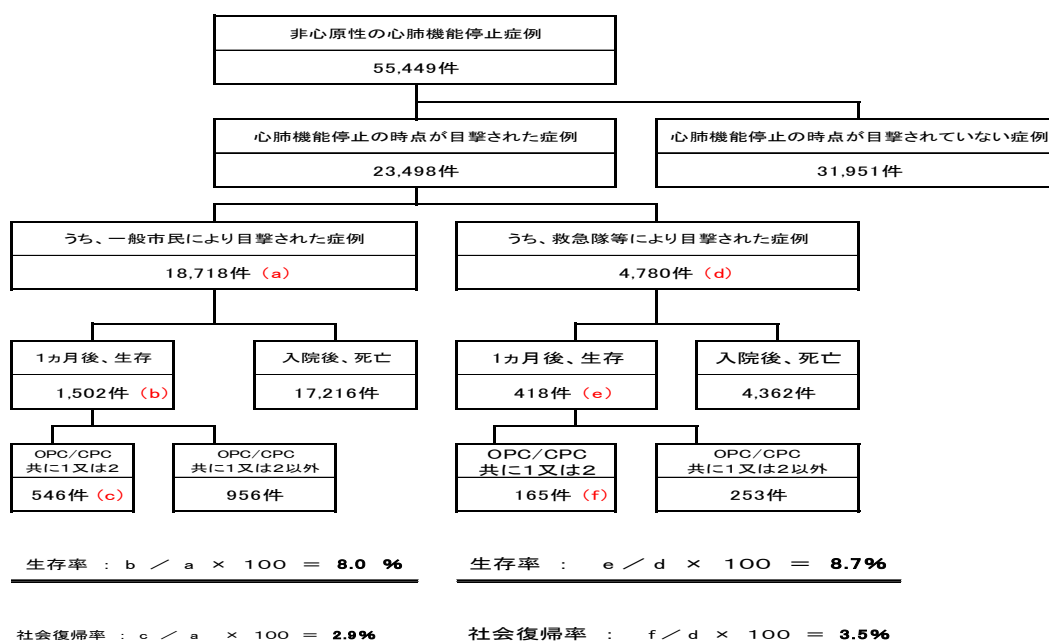 非心原性の心肺機能停止症例
55,449件
心肺機能停止の時点が目撃された症例
心肺機能停止の時点が目撃されていない症例
23,498件
31,951件
うち、一般市民により目撃された症例
うち、救急隊等により目撃された症例
18,718件 (a)
4,780件 (d)
1ヵ月後、生存
入院後、死亡
1ヵ月後、生存
入院後、死亡
1,502件 (b)
17,216件
418件 (e)
4,362件
OPC/CPC
共に1又は2
OPC/CPC
共に1又は2以外
OPC/CPC
共に1又は2
OPC/CPC
共に1又は2以外
546件 (c)
956件
165件 (f)
253件
生存率 : b / a × 100 = 8.0 %
生存率 : e/d × 100 = 8.7%
社会復帰率 : c / a × 100 = 2.9%
社会復帰率 : f/d × 100 = 3.5%